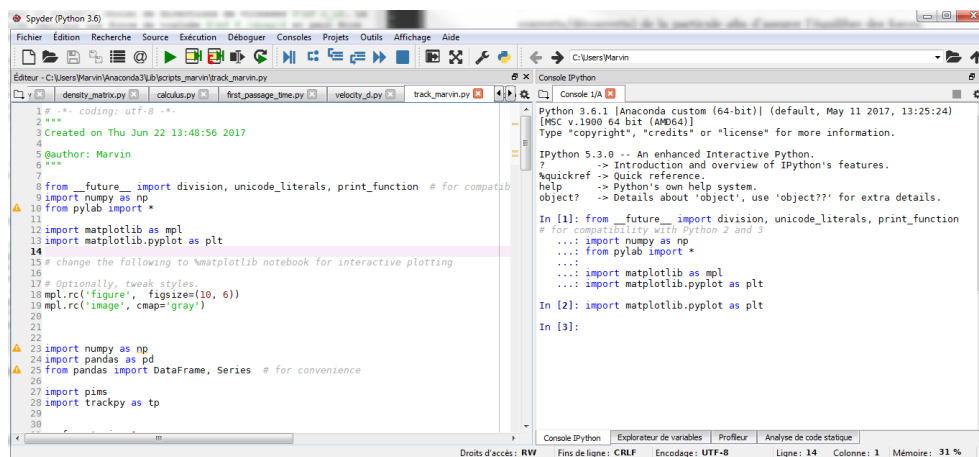 Spyder (Python 3.6)
Fichier Édition Recherche Source Exécution Déboguer Consoles Projets Outils Affichage Aide
C:\Users\Marvin
Éditeur - C:\Users\Marvin\Anaconda3\Lib\scripts_marvin\track_marvin.py
density_matrix.py calculus.py first_passage_time.py velocity_d.py track_marvin.py
1 # -*- coding: utf-8 -*-
2 """
3 Created on Thu Jun 22 13:48:56 2017
4
5 @author: Marvin
6 """
7
8 from __future__ import division, unicode_literals, print_function # for compatib
9 import numpy as np
10 from pylab import *
11
12 import matplotlib as mpl
13 import matplotlib.pyplot as plt
14
15 # change the following to %matplotlib notebook for interactive plotting
16
17 # Optionally, tweak styles.
18 mpl.rc('figure', figsize=(10, 6))
19 mpl.rc('image', cmap='gray')
20
21
22
23 import numpy as np
24 import pandas as pd
25 from pandas import DataFrame, Series # for convenience
26
27 import pims
28 import trackpy as tp
29
30
Console IPython
Console 1/A
Python 3.6.1 |Anaconda custom (64-bit)| (default, May 11 2017, 13:25:24)
[MSC v.1900 64 bit (AMD64)]
Type "copyright", "credits" or "license" for more information.
IPython 5.3.0 -- An enhanced Interactive Python.
? -> Introduction and overview of IPython's features.
%quickref -> Quick reference.
help -> Python's own help system.
object? -> Details about 'object', use 'object??' for extra details.
In [1]: from __future__ import division, unicode_literals, print_function
# for compatibility with Python 2 and 3
...: import numpy as np
...: from pylab import *
...:
...: import matplotlib as mpl
...: import matplotlib.pyplot as plt
In [2]: import matplotlib.pyplot as plt
In [3]:
Console IPython Explorateur de variables Profileur Analyse de code statique
Droits d'accès : RW Fins de ligne : CRLF Encodage : UTF-8 Ligne : 14 Colonne : 1 Mémoire : 31 %